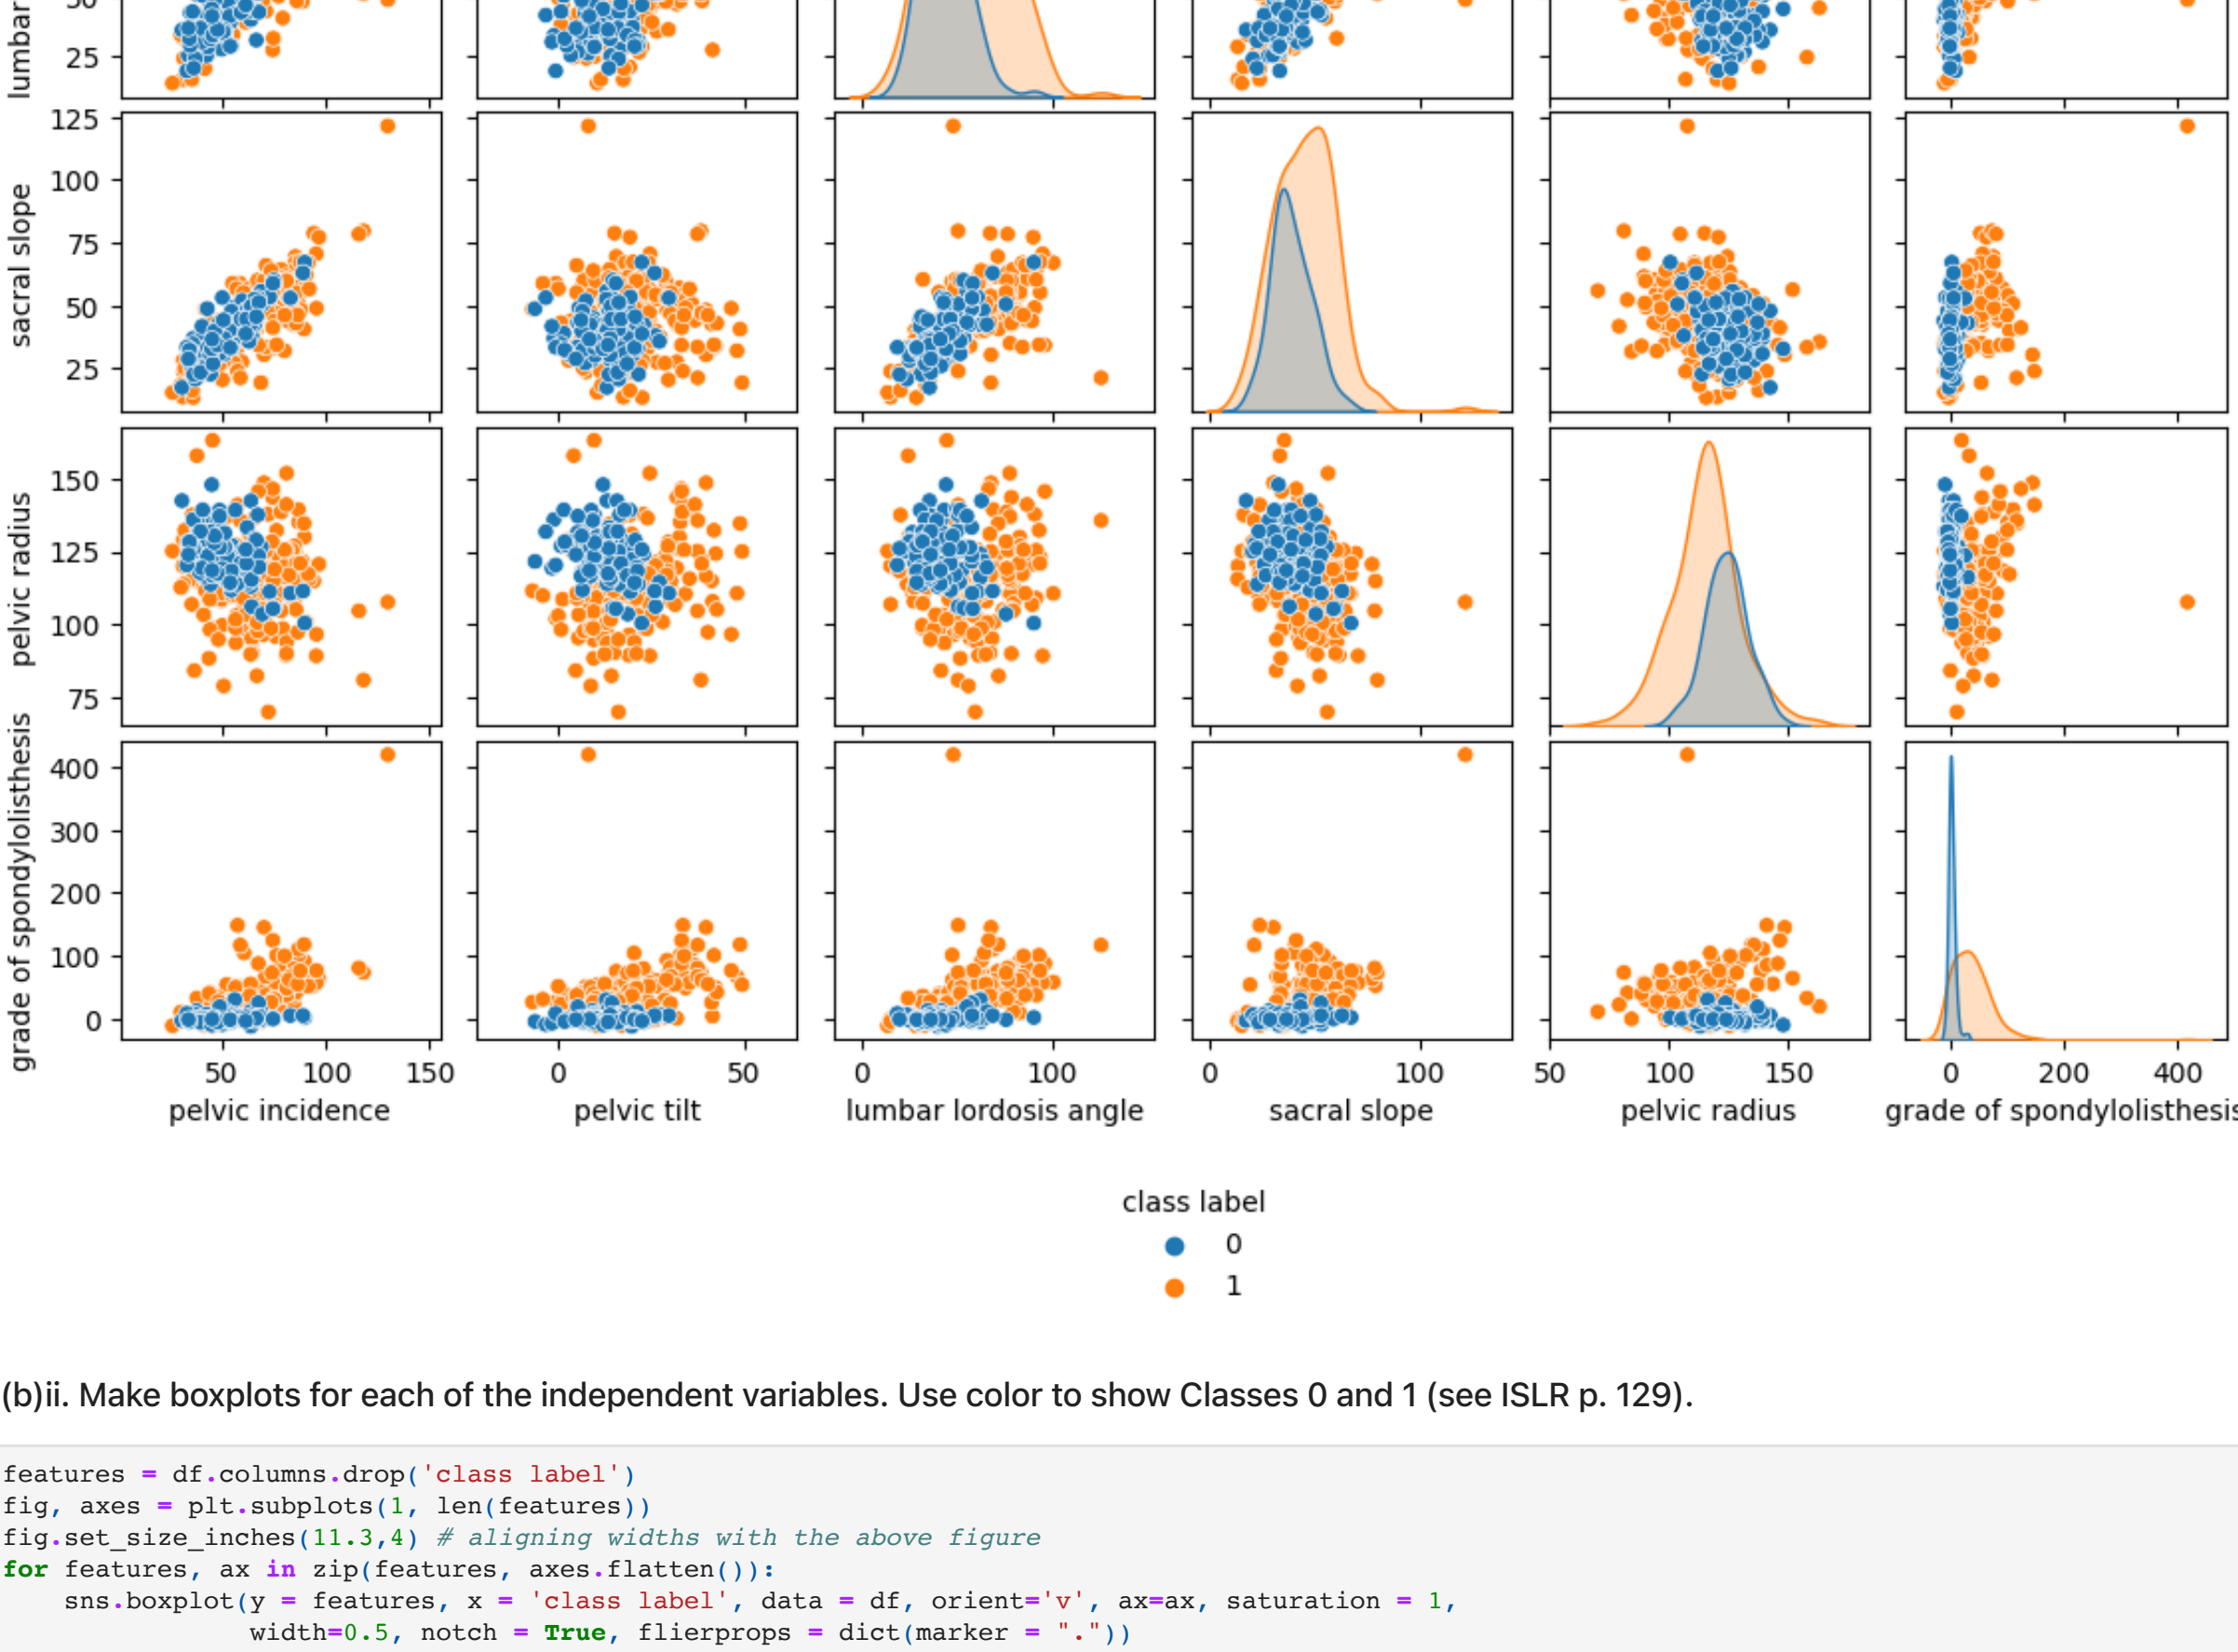 lumbar
50
25
125
100
75
50
25
sacral slope
150
125
100
75
pelvic radius
400
300
200
100
0
grade of spondylolisthesis
50 100 150 0 50 0 100 0 100 50 100 150 0 200 400
pelvic incidence pelvic tilt lumbar lordosis angle sacral slope pelvic radius grade of spondylolisthesis
class label
0
1
(b)ii. Make boxplots for each of the independent variables. Use color to show Classes 0 and 1 (see ISLR p. 129).
features = df.columns.drop('class label')
fig, axes = plt.subplots(1, len(features))
fig.set_size_inches(11.3,4) # aligning widths with the above figure
for features, ax in zip(features, axes.flatten()):
    sns.boxplot(y = features, x = 'class label', data = df, orient='v', ax=ax, saturation = 1,
                width=0.5, notch = True, flierprops = dict(marker = "."))